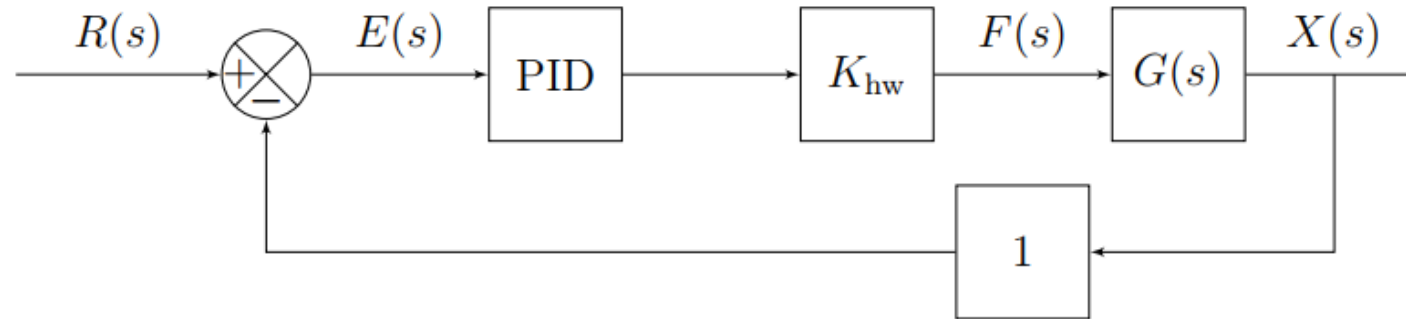 R(s)
E(s)
F(s)
X(s)
+
−
PID
K_hw
G(s)
1